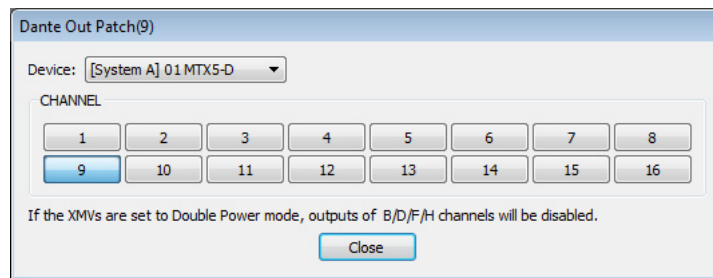 Dante Out Patch(9)
Device: [System A] 01 MTX5-D
CHANNEL
1 2 3 4 5 6 7 8
9 10 11 12 13 14 15 16
If the XMVs are set to Double Power mode, outputs of B/D/F/H channels will be disabled.
Close